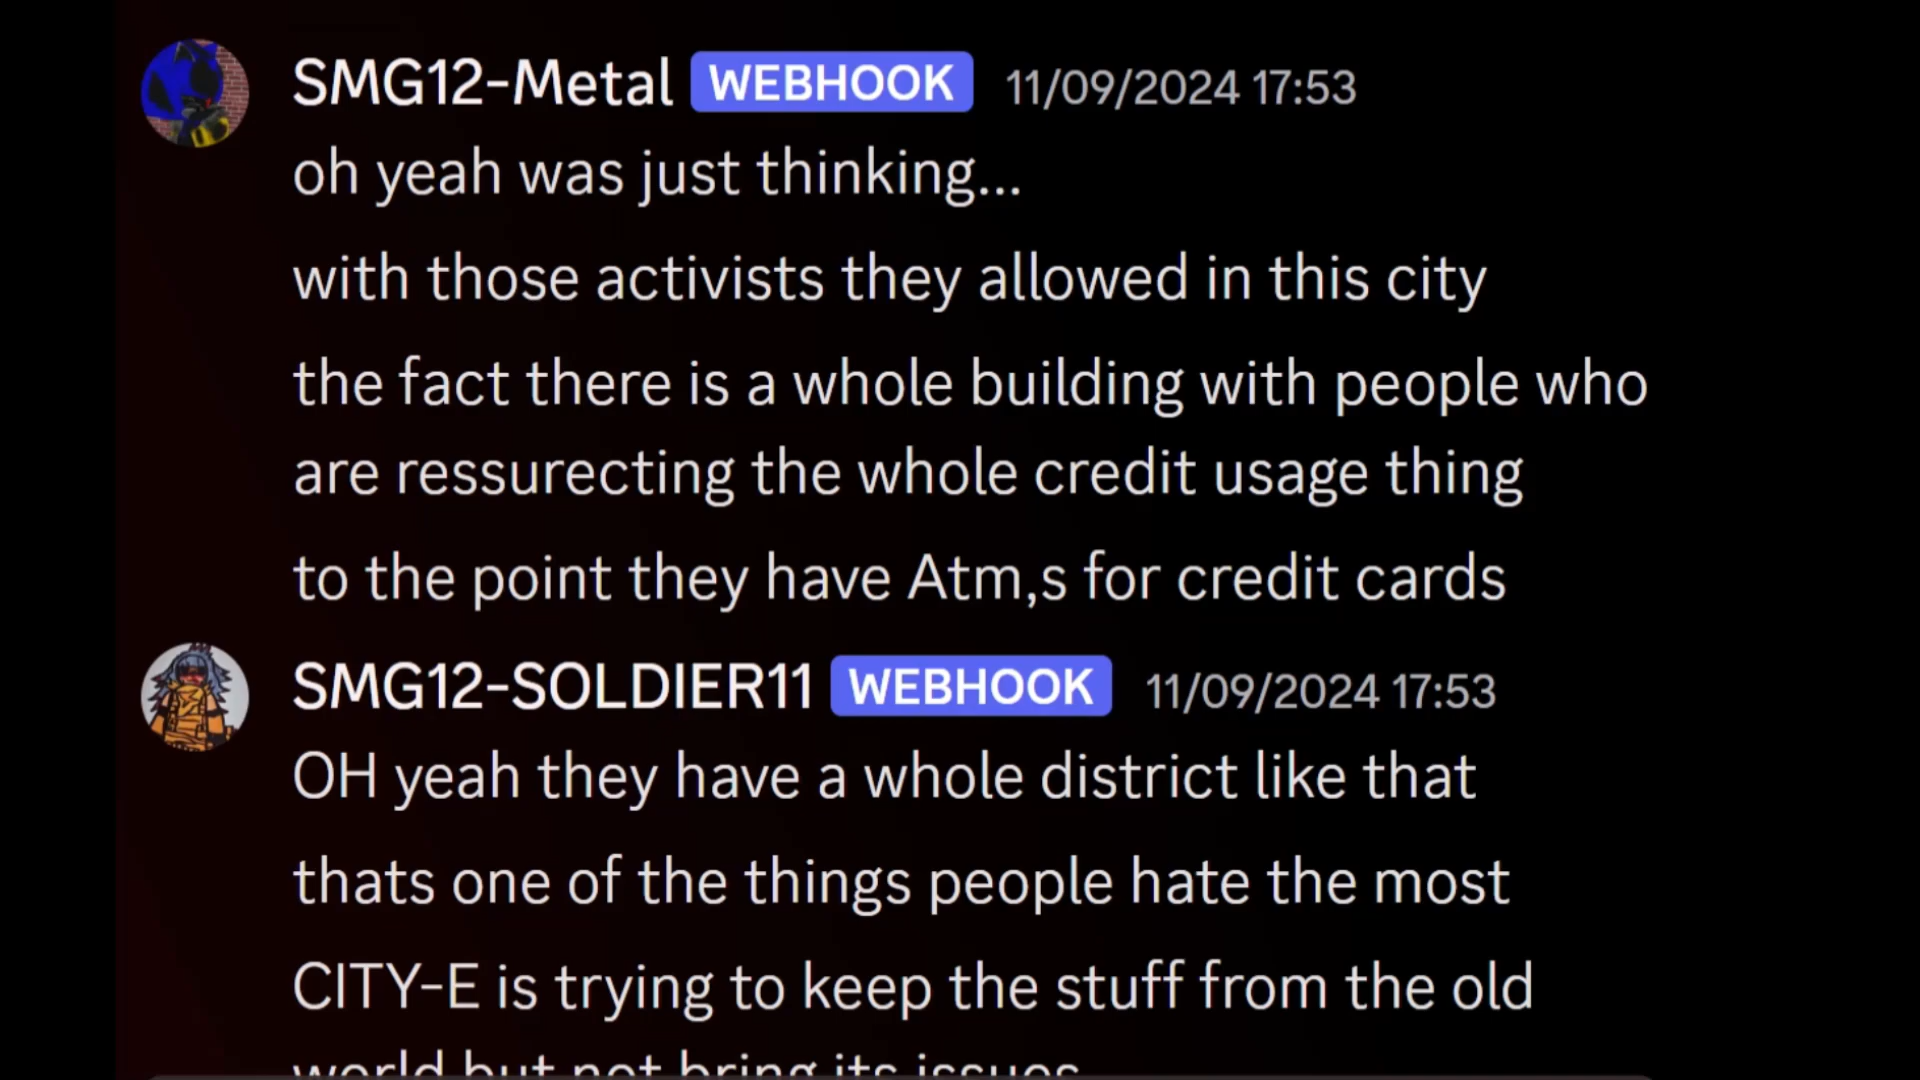 SMG12-Metal WEBHOOK 11/09/2024 17:53
oh yeah was just thinking...
with those activists they allowed in this city
the fact there is a whole building with people who
are ressurecting the whole credit usage thing
to the point they have Atm,s for credit cards
SMG12-SOLDIER11 WEBHOOK 11/09/2024 17:53
OH yeah they have a whole district like that
thats one of the things people hate the most
CITY-E is trying to keep the stuff from the old
world but not bring its issues